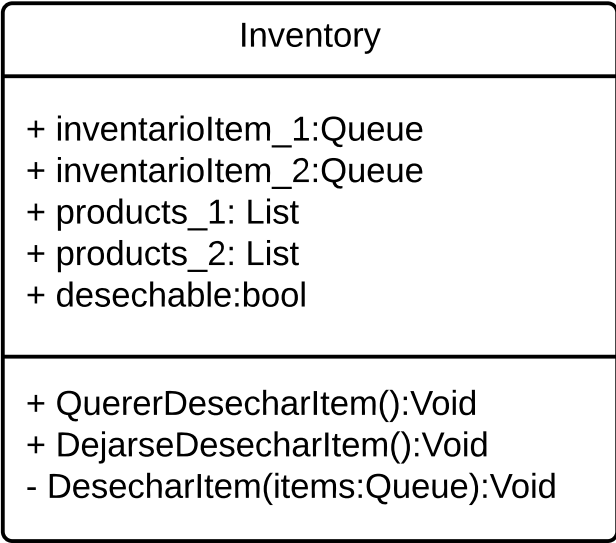 Inventory
+ inventarioItem_1:Queue
+ inventarioItem_2:Queue
+ products_1: List
+ products_2: List
+ desechable:bool
+ QuererDesecharItem():Void
+ DejarseDesecharItem():Void
- DesecharItem(items:Queue):Void